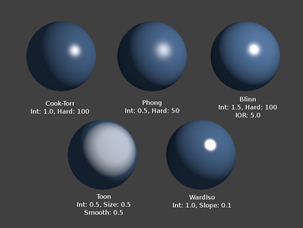 Cook-Torr
Int: 1.0, Hard: 100
Phong
Int: 0.5, Hard: 50
Blinn
Int: 1.5, Hard: 100
IOR: 5.0
Toon
Int: 0.5, Size: 0.5
Smooth: 0.5
WardIso
Int: 1.0, Slope: 0.1